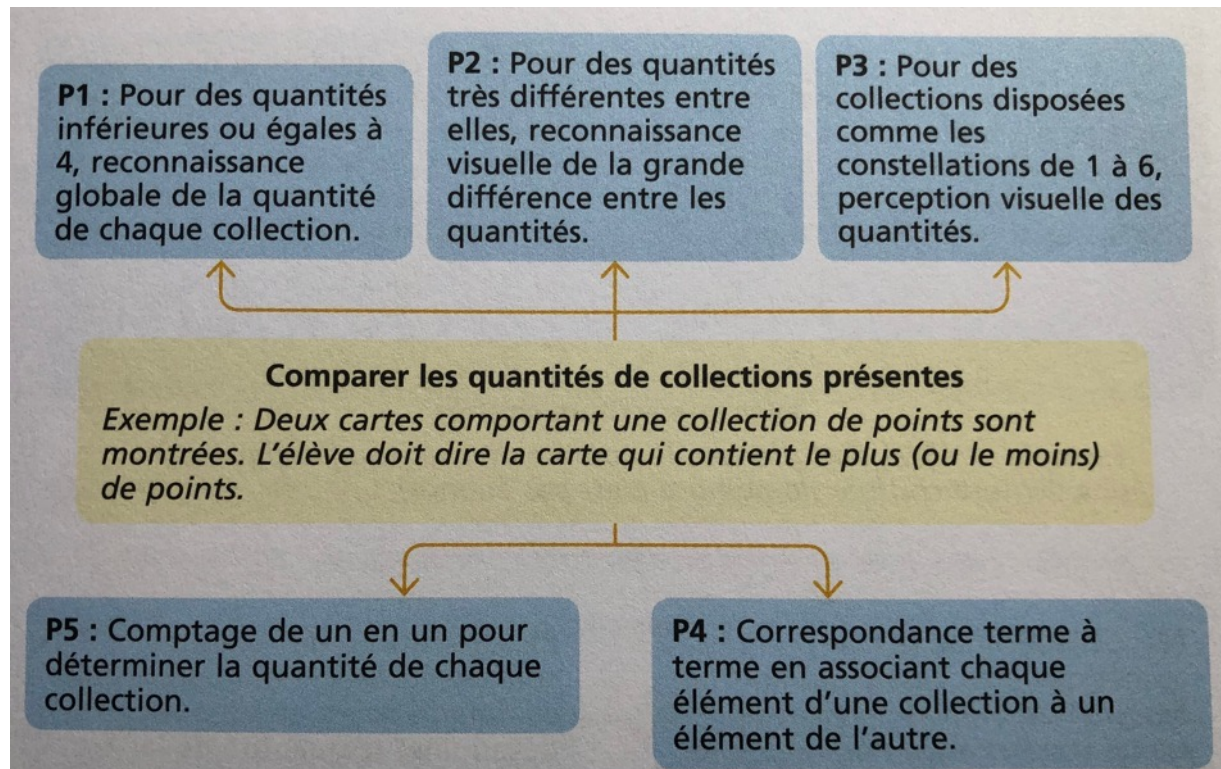 P1 : Pour des quantités
inférieures ou égales à
4, reconnaissance
globale de la quantité
de chaque collection.
P2 : Pour des quantités
très différentes entre
elles, reconnaissance
visuelle de la grande
différence entre les
quantités.
P3 : Pour des
collections disposées
comme les
constellations de 1 à 6,
perception visuelle des
quantités.
Comparer les quantités de collections présentes
Exemple : Deux cartes comportant une collection de points sont
montrées. L'élève doit dire la carte qui contient le plus (ou le moins)
de points.
P5 : Comptage de un en un pour
déterminer la quantité de chaque
collection.
P4 : Correspondance terme à
terme en associant chaque
élément d'une collection à un
élément de l'autre.